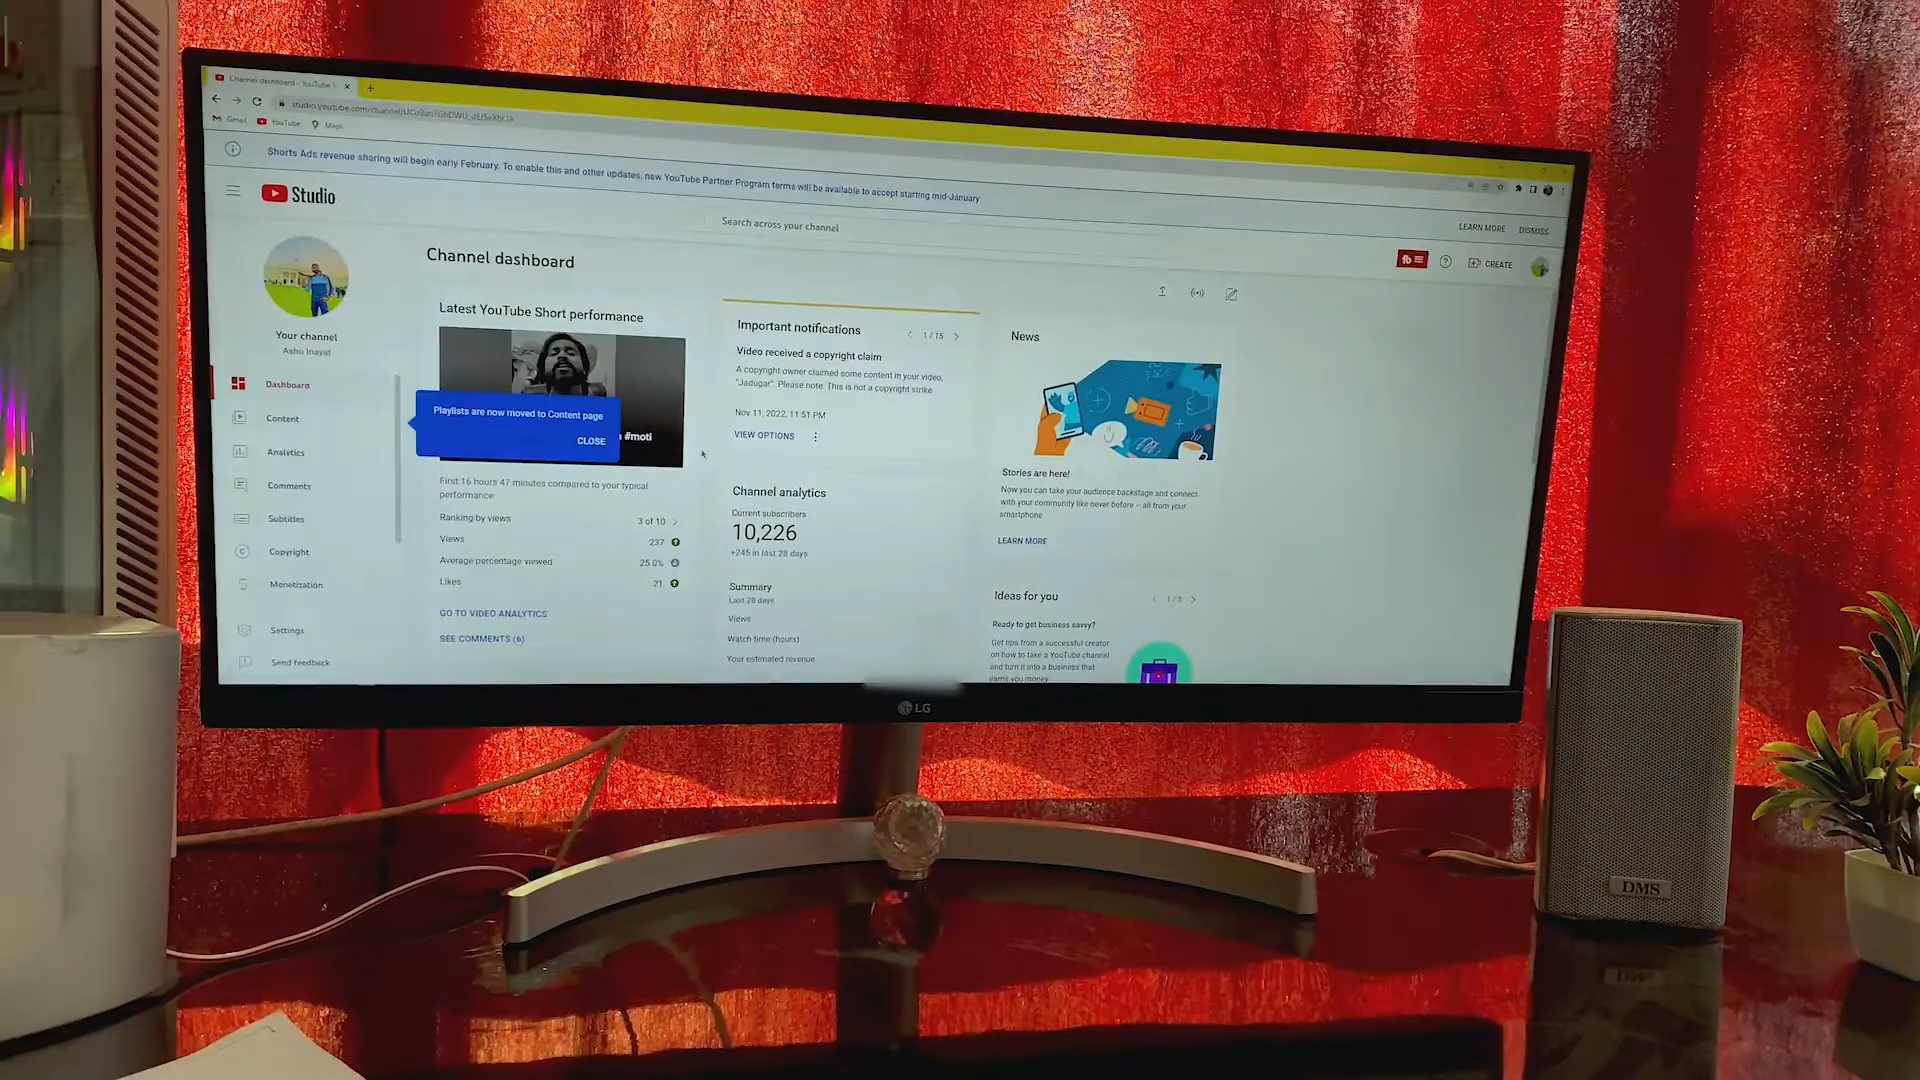 Channel dashboard - YouTube
Gmail
YouTube
Maps
Shorts Ads revenue sharing will begin early February. To enable this and other updates, new YouTube Partner Program terms will be available to accept starting mid-January
LEARN MORE
DISMISS
Studio
Search across your channel
CREATE
Your channel
Ashu Inayat
Dashboard
Content
Analytics
Comments
Subtitles
Copyright
Monetization
Settings
Send feedback
Channel dashboard
Latest YouTube Short performance
Playlists are now moved to Content page
CLOSE
#moti
First 16 hours 47 minutes compared to your typical
performance
Ranking by views
3 of 10
Views
237
Average percentage viewed
25.0%
Likes
21
GO TO VIDEO ANALYTICS
SEE COMMENTS (6)
Important notifications
1 / 15
Video received a copyright claim
A copyright owner claimed some content in your video,
"Jadugar". Please note: This is not a copyright strike
Nov 11, 2022, 11:51 PM
VIEW OPTIONS
Channel analytics
Current subscribers
10,226
+245 in last 28 days
Summary
Last 28 days
Views
Watch time (hours)
Your estimated revenue
News
Stories are here!
Now you can take your audience backstage and connect
with your community like never before – all from your
smartphone
LEARN MORE
Ideas for you
1 / 3
Ready to get business savvy?
Get tips from a successful creator
on how to take a YouTube channel
and turn it into a business that
earns you money
LG
DMS